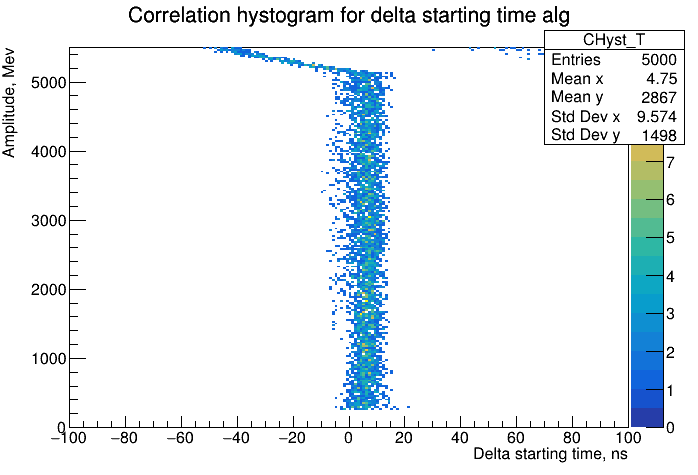 Correlation hystogram for delta starting time alg
CHyst_T
Entries 5000
Mean x 4.75
Mean y 2867
Std Dev x 9.574
Std Dev y 1498
Amplitude, Mev
5000
4000
3000
2000
1000
0
7
6
5
4
3
2
1
0
−100 −80 −60 −40 −20 0 20 40 60 80 100
Delta starting time, ns